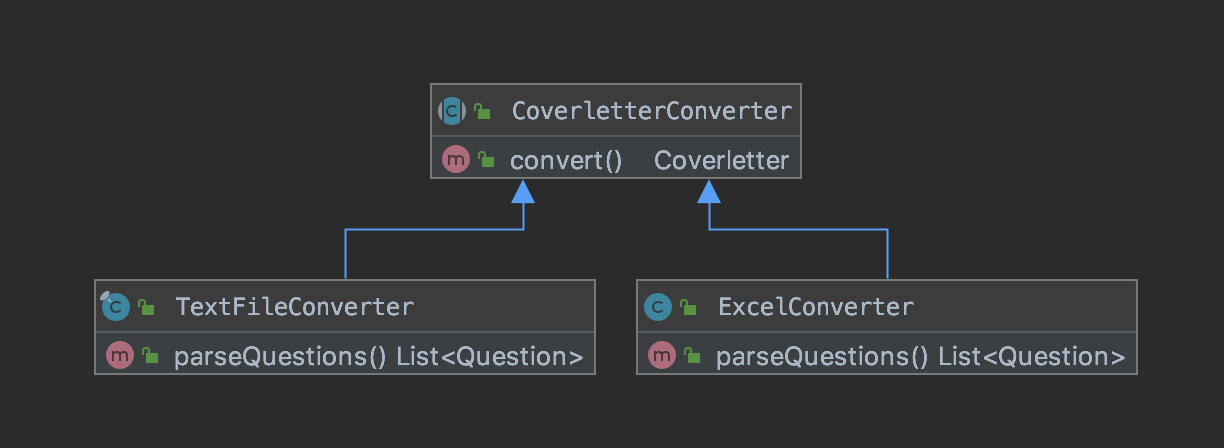 C CoverletterConverter
m convert() Coverletter
C TextFileConverter
m parseQuestions() List<Question>
C ExcelConverter
m parseQuestions() List<Question>